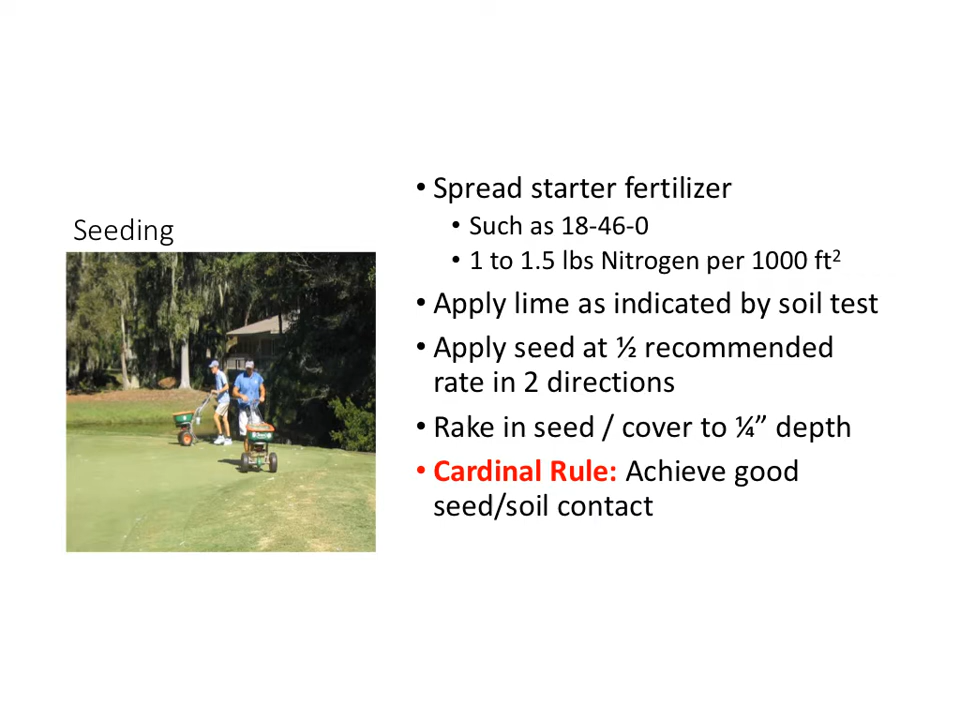 Seeding
• Spread starter fertilizer
• Such as 18-46-0
• 1 to 1.5 lbs Nitrogen per 1000 ft²
• Apply lime as indicated by soil test
• Apply seed at ½ recommended
rate in 2 directions
• Rake in seed / cover to ¼” depth
• Cardinal Rule: Achieve good
seed/soil contact